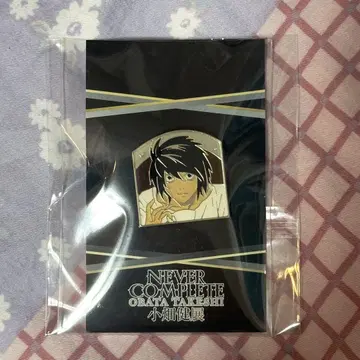 NEVER
COMPLETE
OBATA TAKESHI
小畑健展